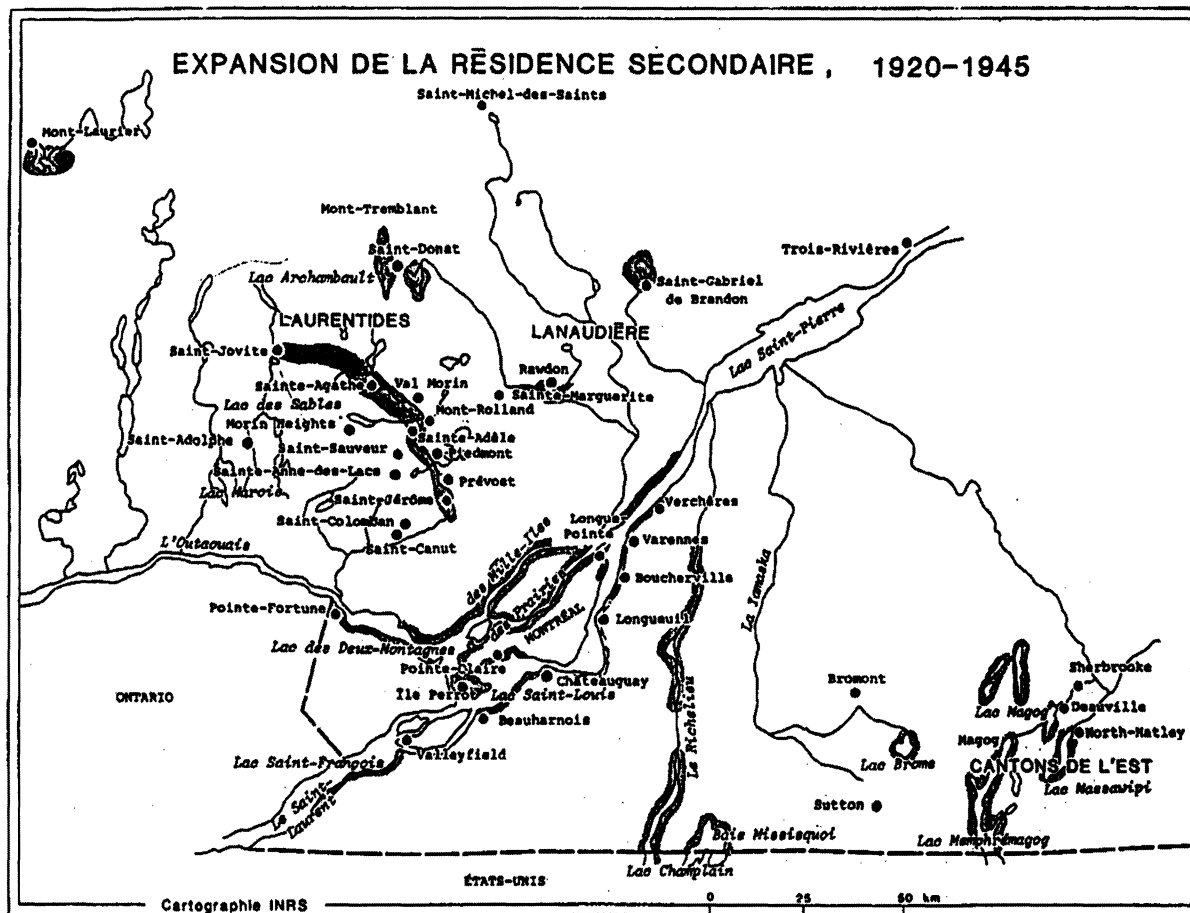 EXPANSION DE LA RÉSIDENCE SECONDAIRE, 1920-1945
Saint-Michel-des-Saints
Mont-Laurier
Mont-Tremblant
Saint-Donat
Trois-Rivières
Lac Archambault
Saint-Gabriel
de Brandon
LAURENTIDES
LANAUDIÈRE
Lac Saint-Pierre
Saint-Jovite
Rawdon
Sainte-Agathe
Val Morin
Sainte-Marguerite
Lac des Sables
Mont-Rolland
Morin Heights
Saint-Adolphe
Sainte-Adèle
Saint-Sauveur
Piedmont
Sainte-Anne-des-Lacs
Prévost
Lac Marois
Saint-Jérôme
Verchères
Saint-Colomban
Longue
Pointe
Saint-Canut
Varennes
L'Outaouais
des Mille-Iles
des Prairies
Boucherville
La Yamaska
Pointe-Fortune
MONTRÉAL
Longueuil
Lac des Deux-Montagnes
Pointe-Claire
Châteauguay
Sherbrooke
ONTARIO
Île Perrot
Lac Saint-Louis
Le Richelieu
Bromont
Deauville
Lac Magog
Beauharnois
North-Hatley
Magog
Valleyfield
Lac Saint-François
Lac Brome
CANTONS DE L'EST
Lac Massawipi
Le Saint-
Laurent
Sutton
Baie Missisquoi
Lac Memphrémagog
Lac Champlain
ÉTATS-UNIS
0 25 50 km
Cartographie INRS